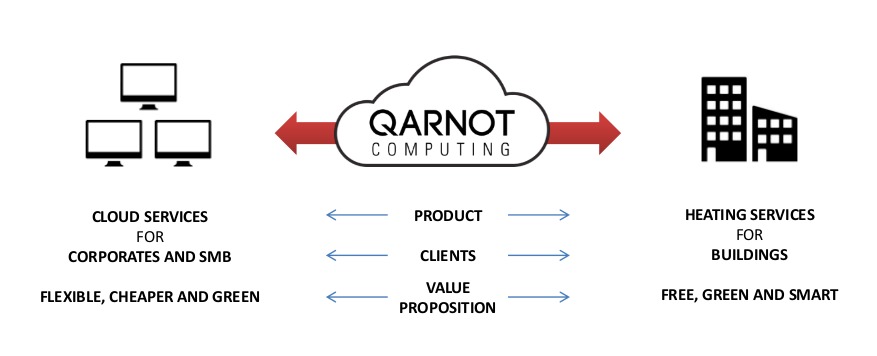 QARNOT
COMPUTING
CLOUD SERVICES
FOR
CORPORATES AND SMB
FLEXIBLE, CHEAPER AND GREEN
PRODUCT
CLIENTS
VALUE
PROPOSITION
HEATING SERVICES
FOR
BUILDINGS
FREE, GREEN AND SMART